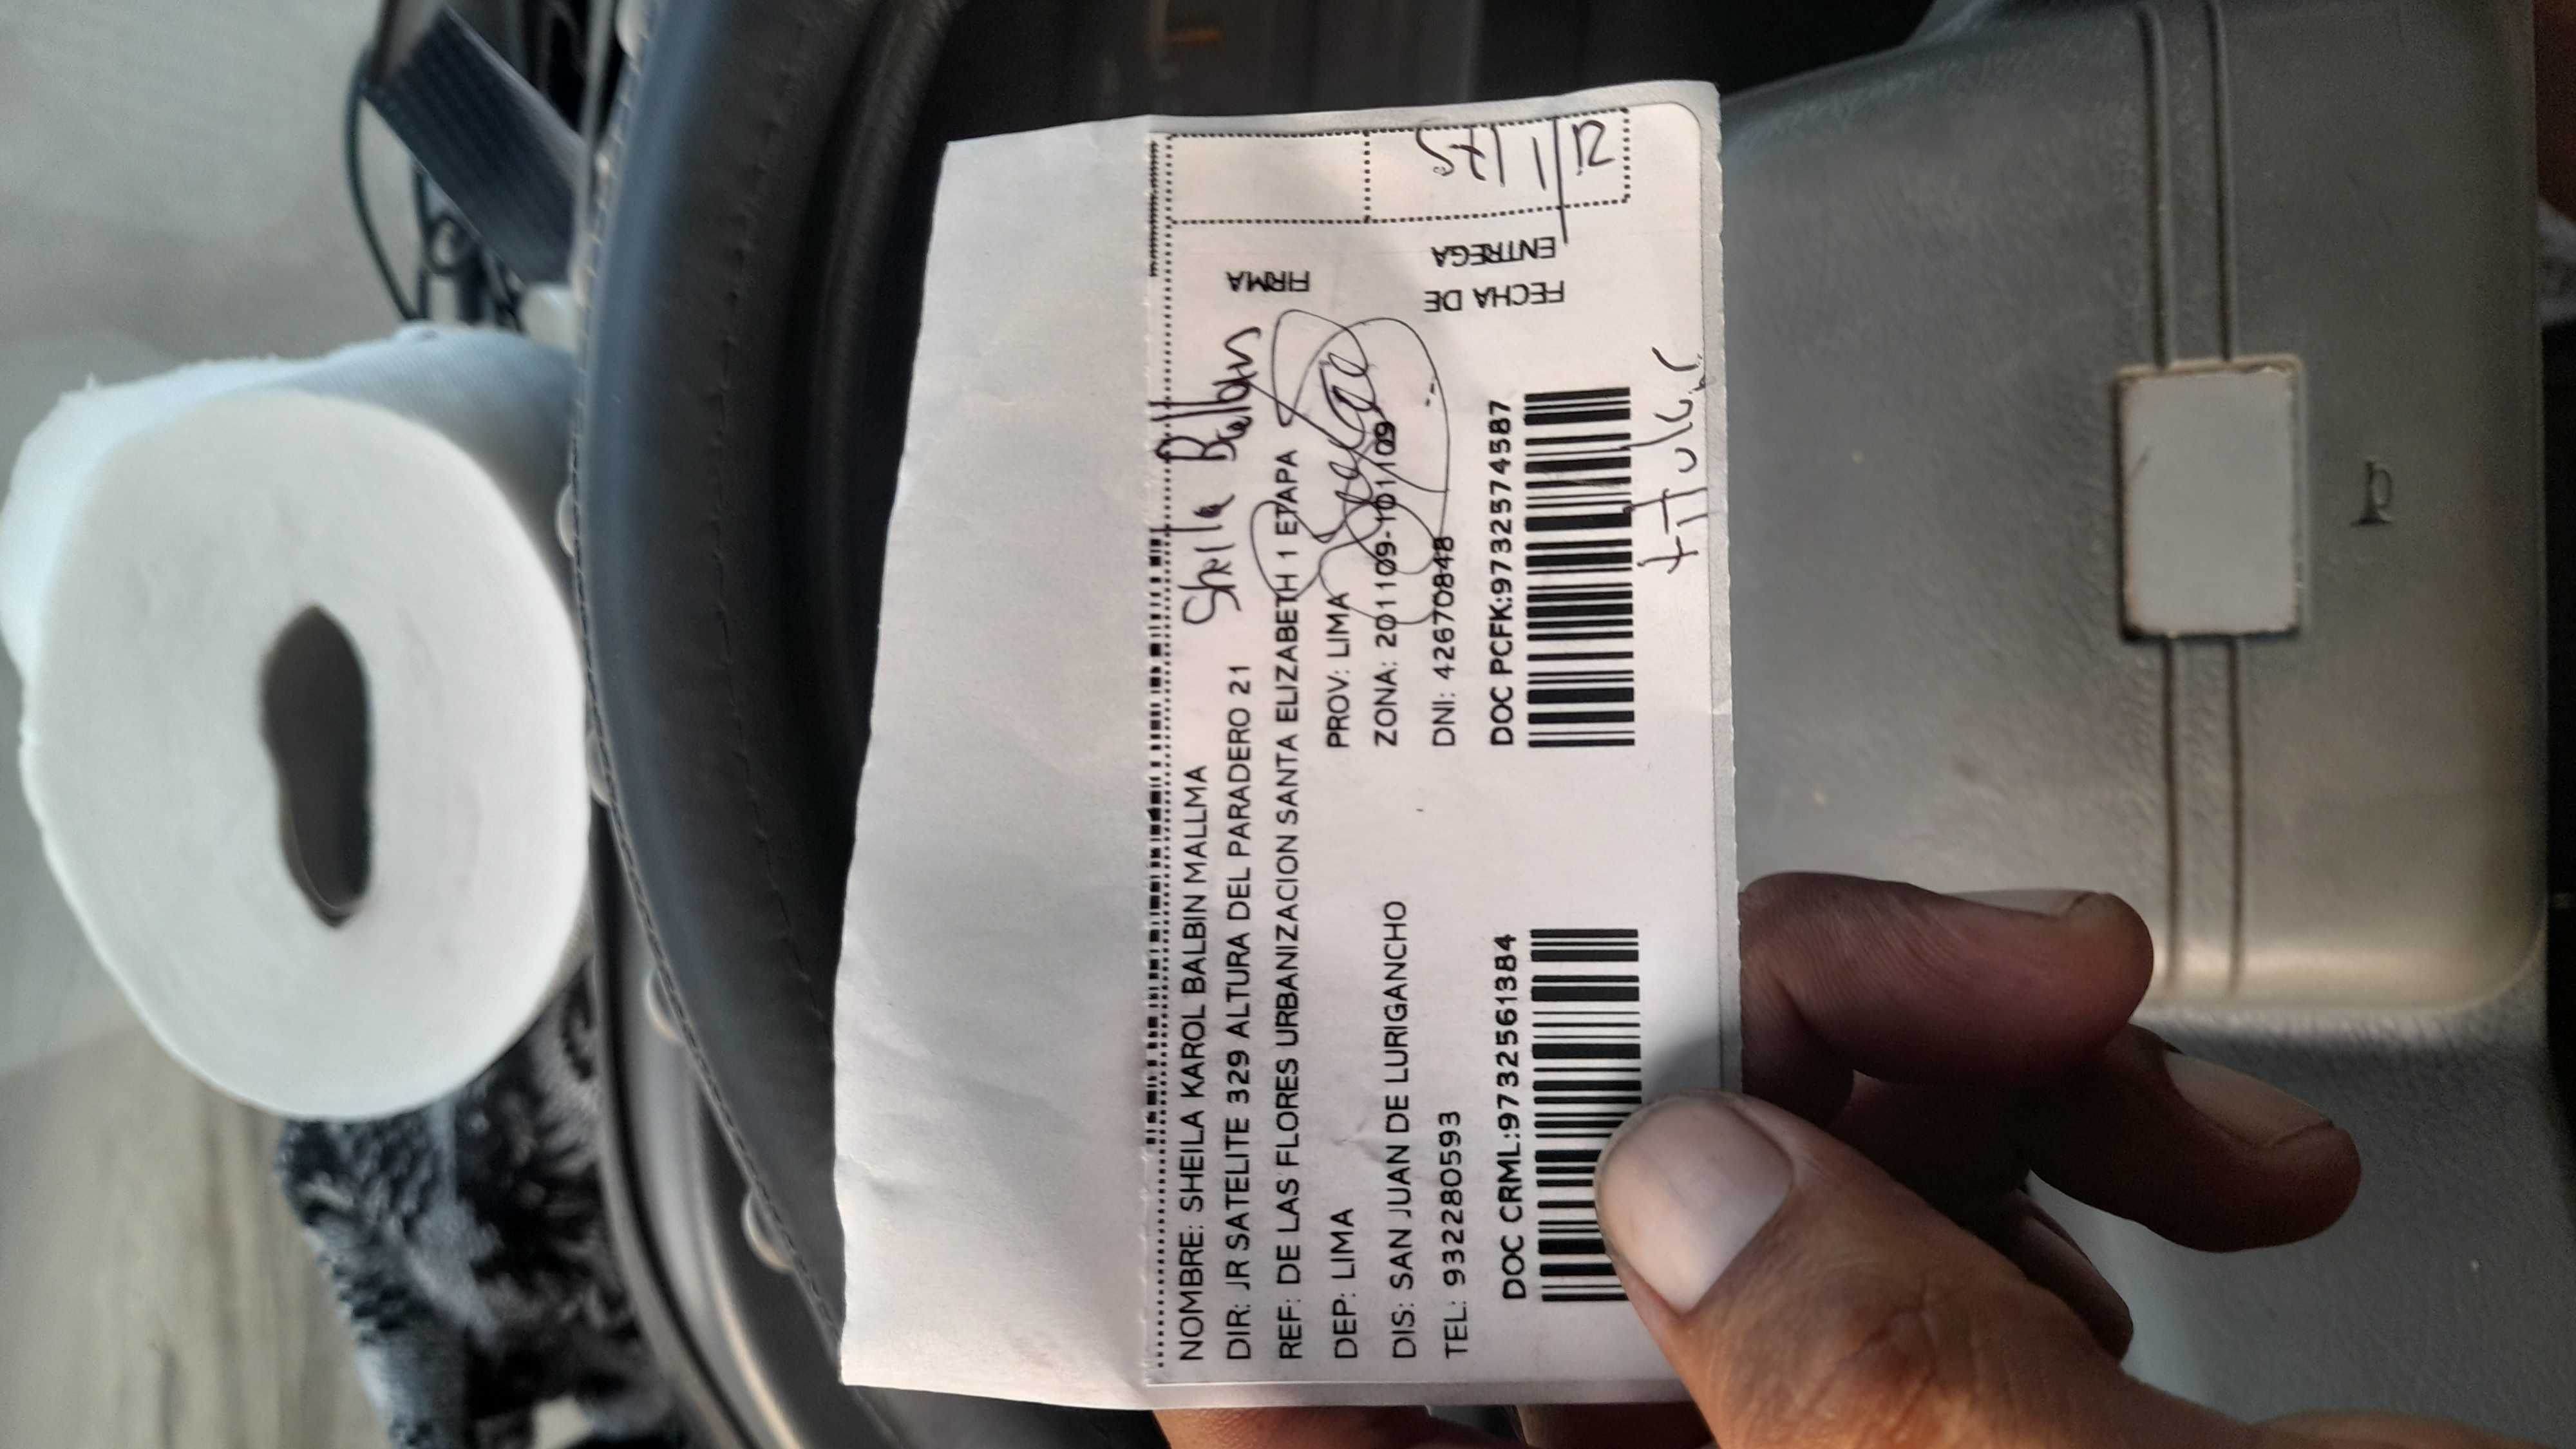 Sheila Balbin
NOMBRE: SHEILA KAROL BALBIN MALLMA
DIR: JR SATELITE 329 ALTURA DEL PARADERO 21
REF: DE LAS FLORES URBANIZACION SANTA ELIZABETH 1 ETAPA
DEP: LIMA PROV: LIMA
DIS: SAN JUAN DE LURIGANCHO ZONA: 201109-101109
TEL: 932280593 DNI: 42670848
DOC CRML:97325561384 DOC PCFK:97325574587
Titular
FIRMA
FECHA DE
ENTREGA